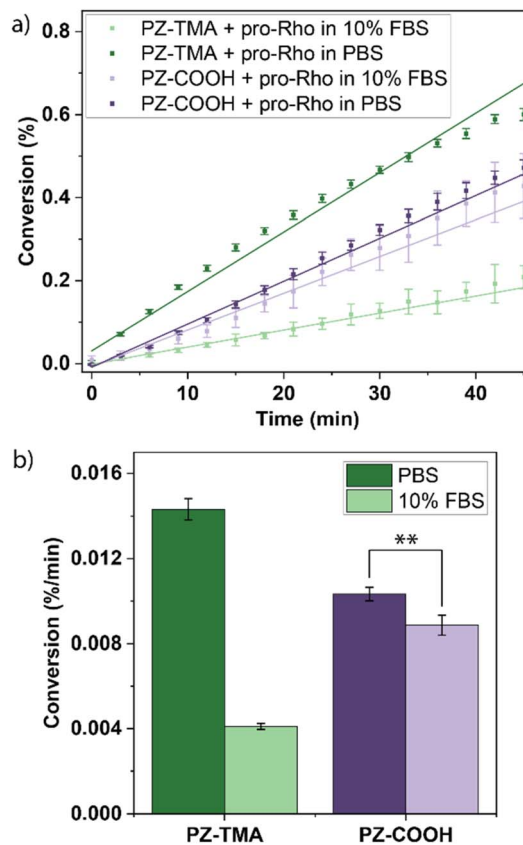 a)
0.8
PZ-TMA + pro-Rho in 10% FBS
PZ-TMA + pro-Rho in PBS
PZ-COOH + pro-Rho in 10% FBS
PZ-COOH + pro-Rho in PBS
0.6
0.4
0.2
0.0
Conversion (%)
0 10 20 30 40
Time (min)
b)
0.016
PBS
10% FBS
**
0.012
0.008
0.004
0.000
Conversion (%/min)
PZ-TMA PZ-COOH